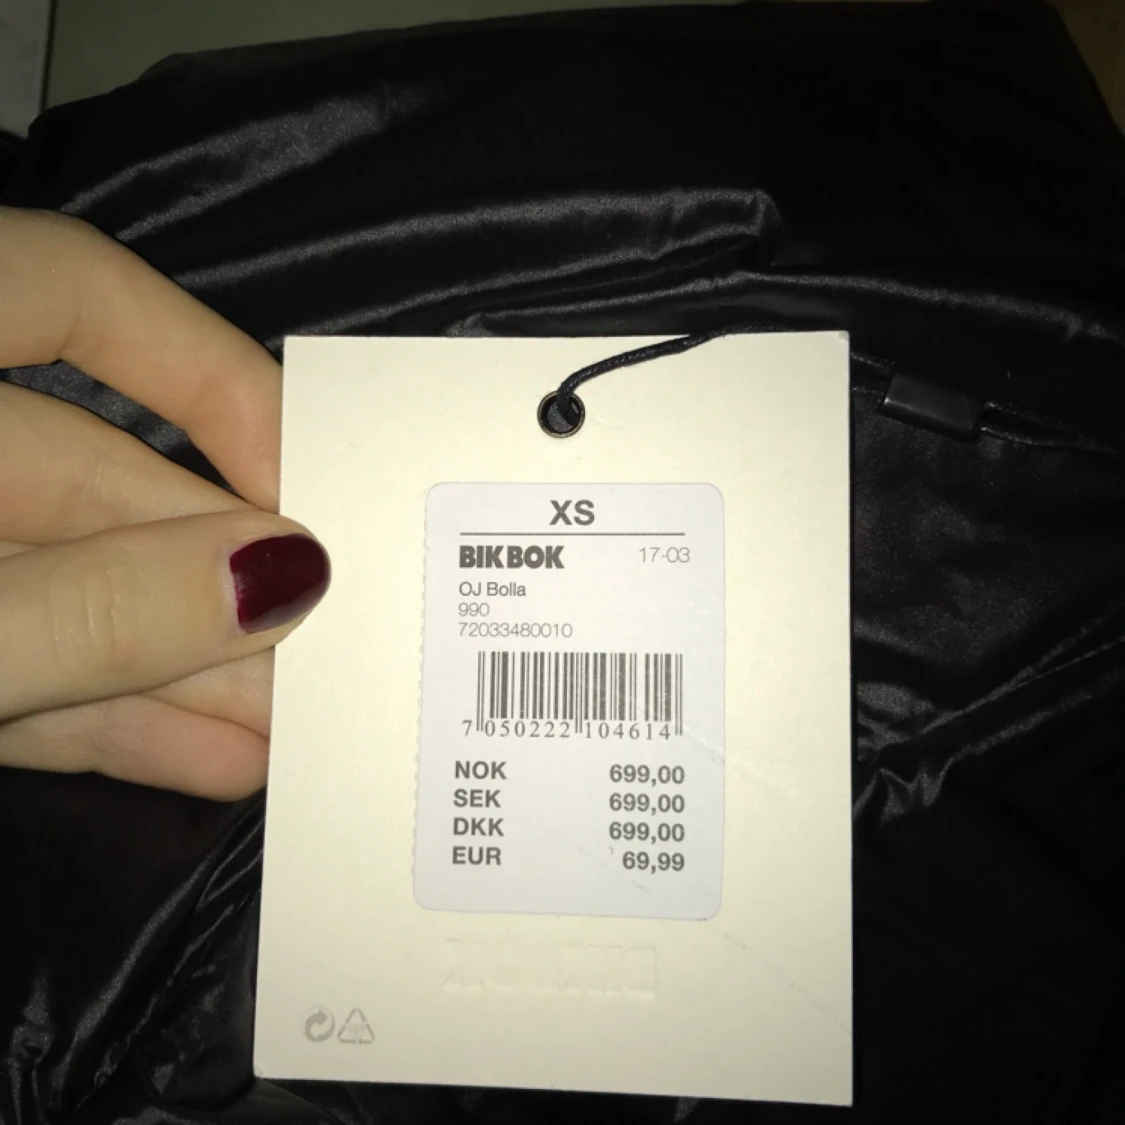 XS
BIKBOK 17-03
OJ Bolla
990
72033480010
7 050222 104614
NOK 699,00
SEK 699,00
DKK 699,00
EUR 69,99